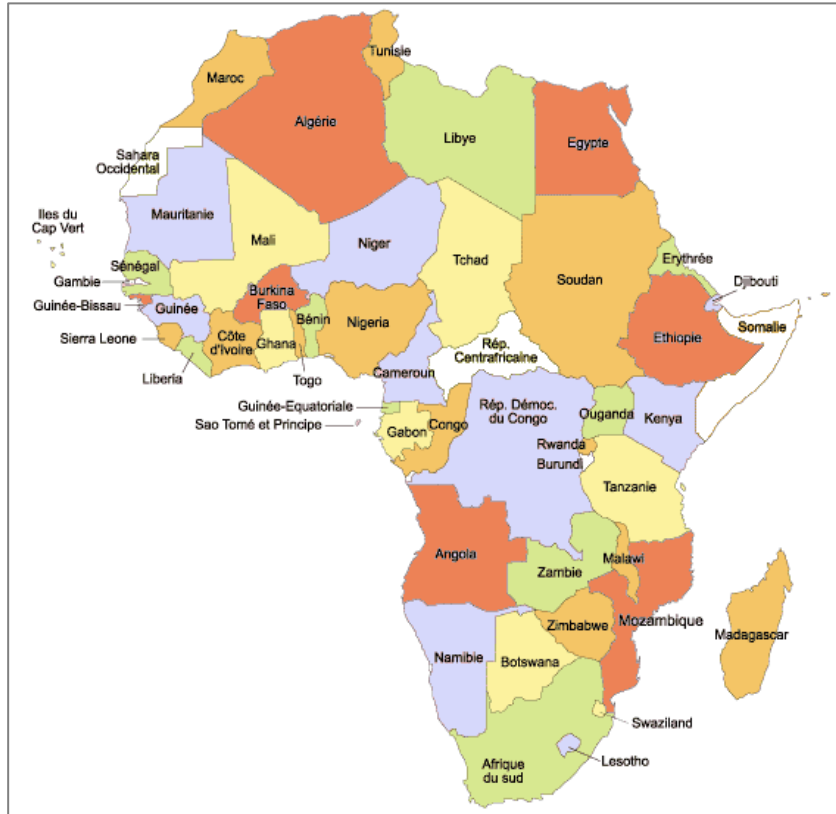 Tunisie
Maroc
Algérie
Libye
Egypte
Sahara
Occidental
Mauritanie
Iles du
Cap Vert
Mali
Niger
Tchad
Soudan
Erythrée
Sénégal
Gambie
Djibouti
Burkina
Faso
Guinée-Bissau
Guinée
Bénin
Nigeria
Ethiopie
Somalie
Sierra Leone
Côte
d'Ivoire
Ghana
Rép.
Centrafricaine
Liberia
Togo
Cameroun
Guinée-Equatoriale
Rép. Démoc.
du Congo
Ouganda
Kenya
Sao Tomé et Principe
Gabon
Congo
Rwanda
Burundi
Tanzanie
Angola
Malawi
Zambie
Mozambique
Zimbabwe
Madagascar
Namibie
Botswana
Swaziland
Afrique
du sud
Lesotho